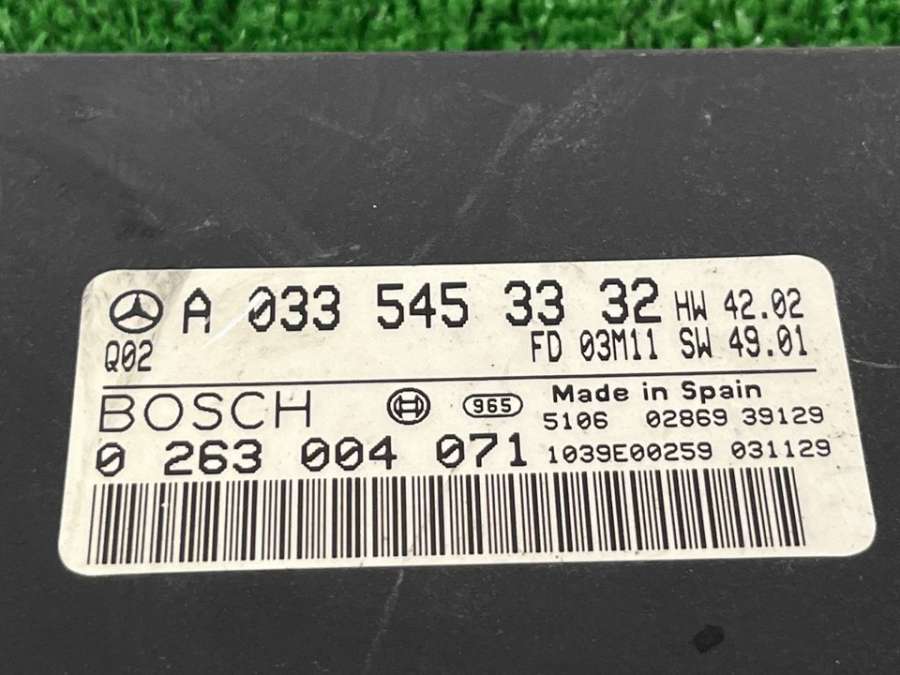 A 033 545 33 32 HW 42.02
Q02 FD 03M11 SW 49.01
BOSCH 965 Made in Spain
5106 02869 39129
0 263 004 071 1039E00259 031129